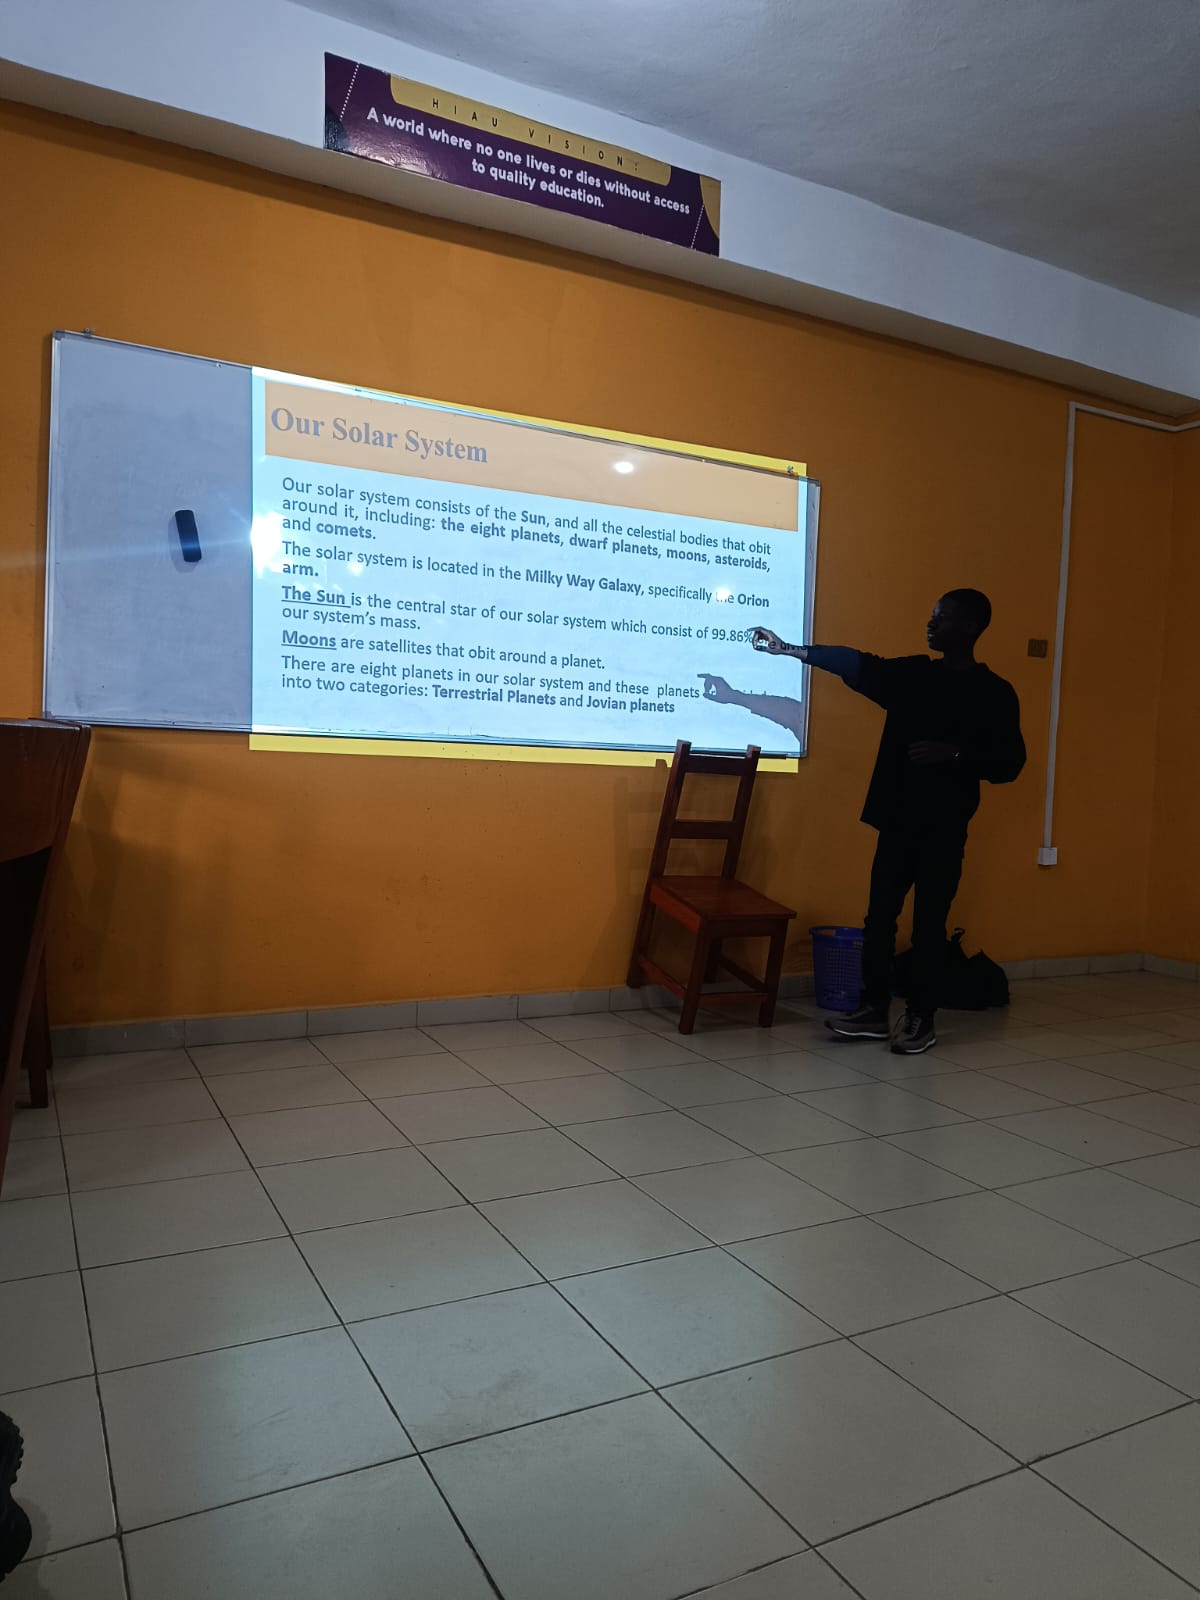 HIAU VISION:
A world where no one lives or dies without access
to quality education.
Our Solar System
Our solar system consists of the Sun, and all the celestial bodies that obit
around it, including: the eight planets, dwarf planets, moons, asteroids,
and comets.
The solar system is located in the Milky Way Galaxy, specifically Orion
arm.
The Sun is the central star of our solar system which consist of 99.86%
our system's mass.
Moons are satellites that obit around a planet.
There are eight planets in our solar system and these planets
into two categories: Terrestrial Planets and Jovian planets